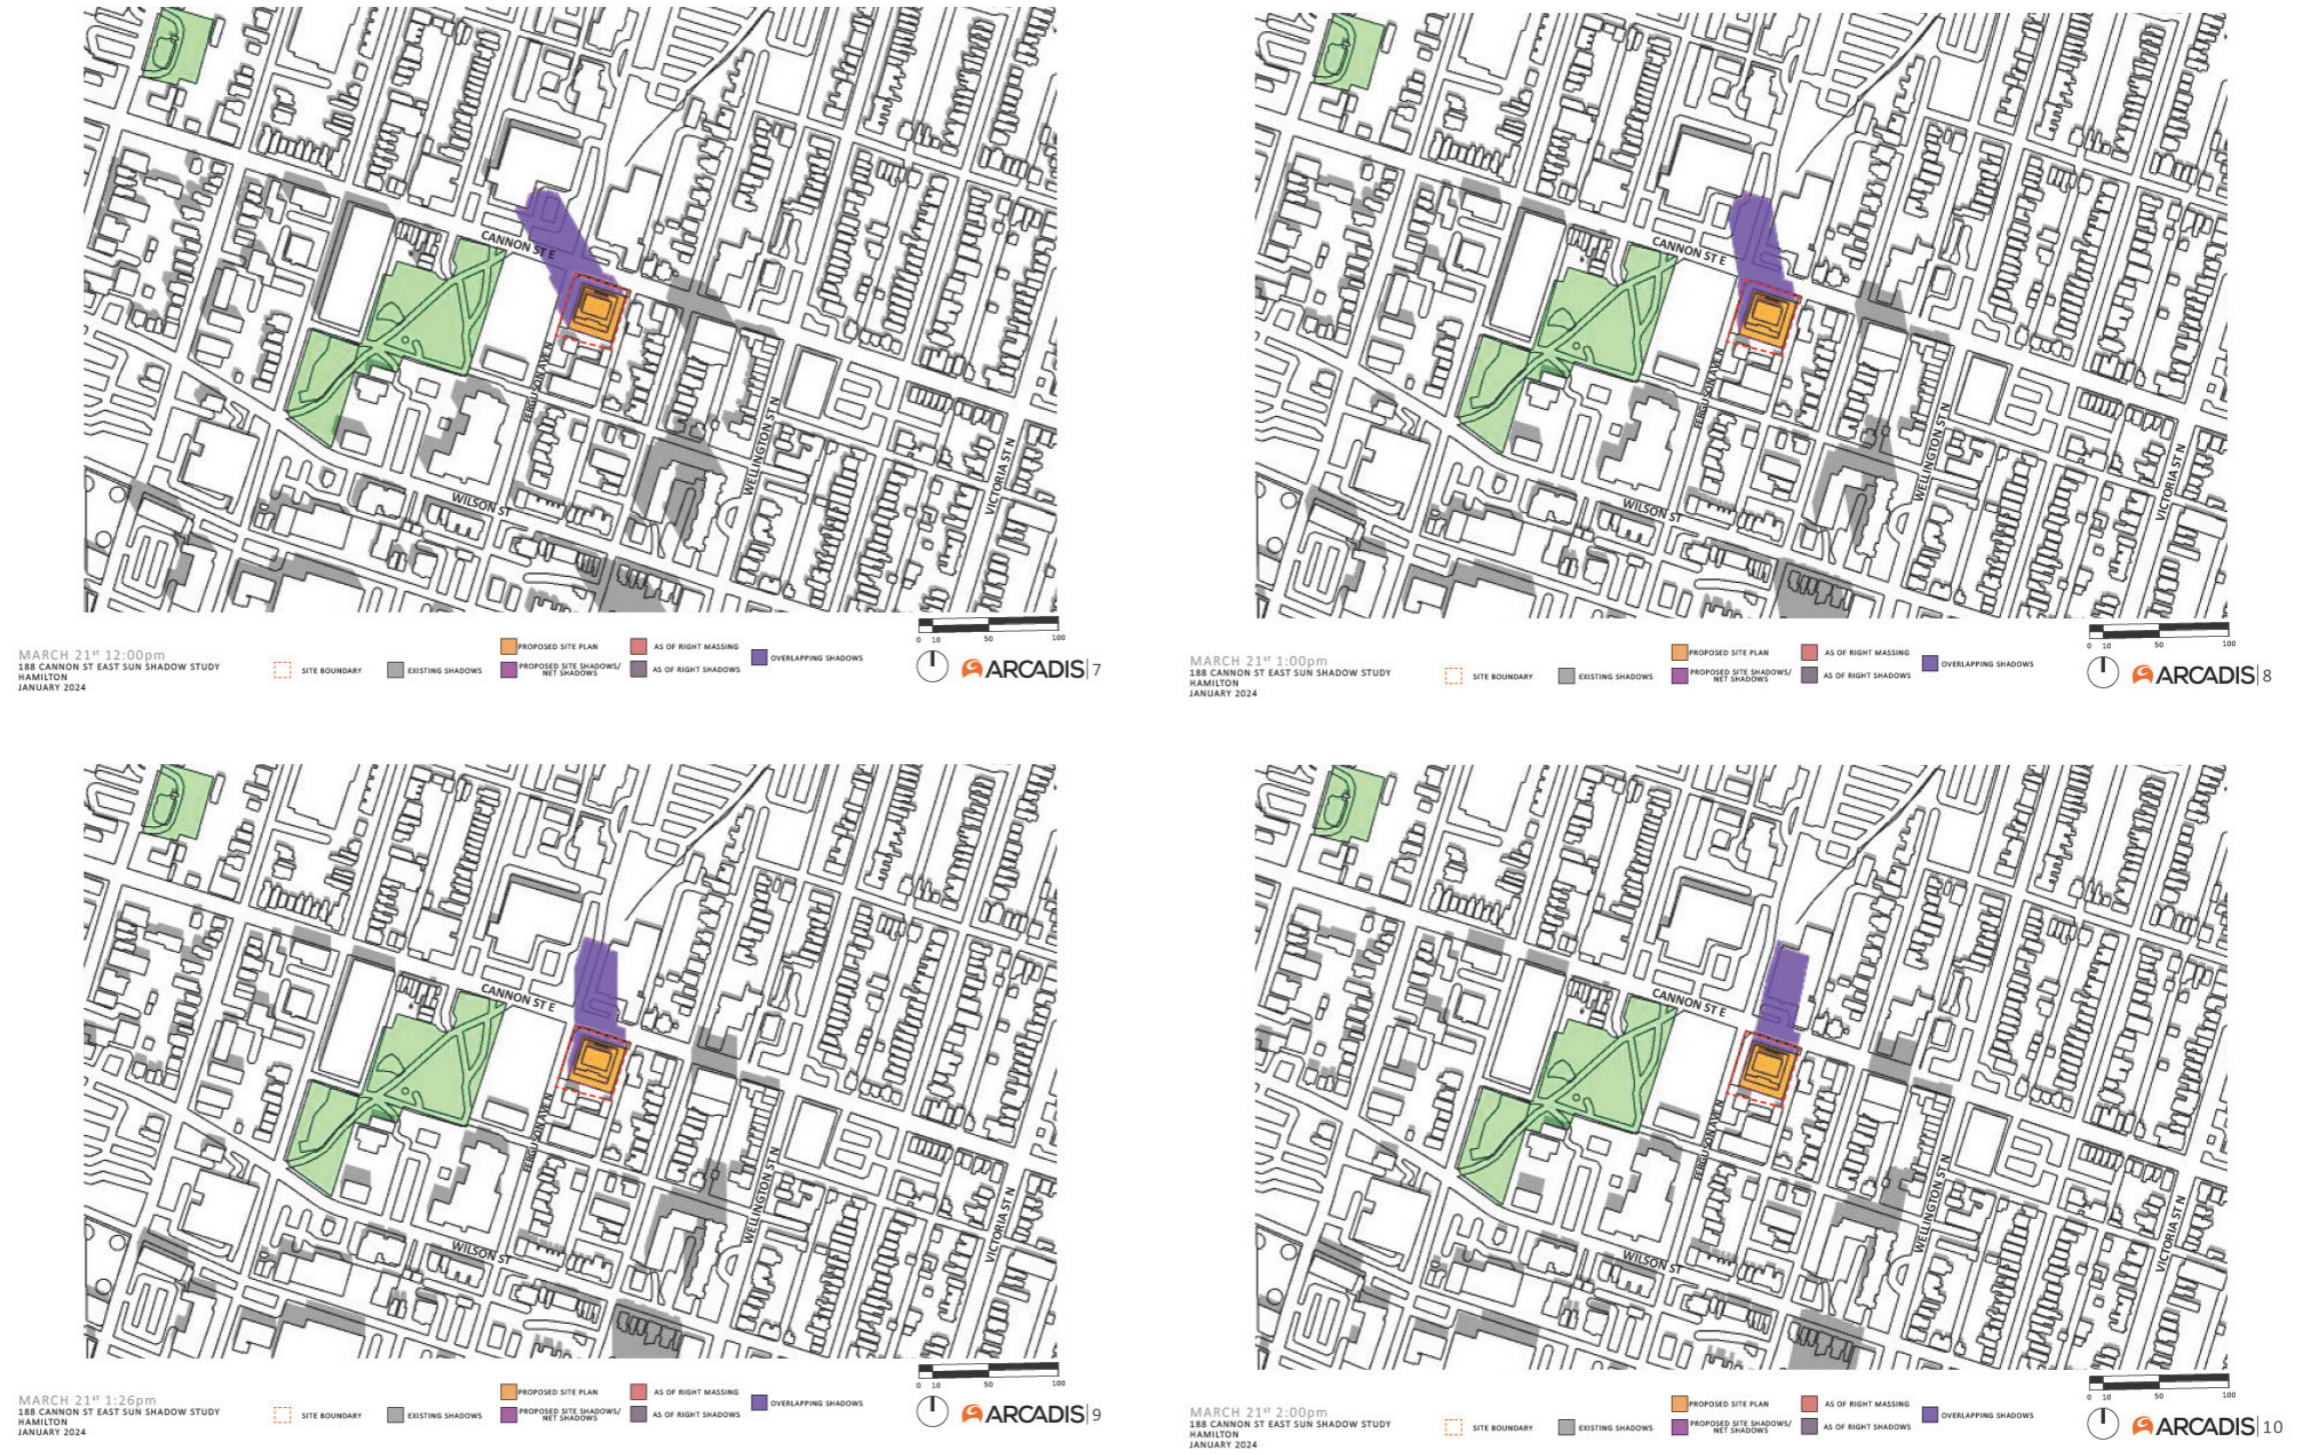 CANNON ST E
FERGUSON AVE N
WELLINGTON ST N
VICTORIA ST N
WILSON ST
MARCH 21st 12:00pm
188 CANNON ST EAST SUN SHADOW STUDY
HAMILTON
JANUARY 2024
SITE BOUNDARY
EXISTING SHADOWS
PROPOSED SITE PLAN
PROPOSED SITE SHADOWS/
NET SHADOWS
AS OF RIGHT MASSING
AS OF RIGHT SHADOWS
OVERLAPPING SHADOWS
0 10 50 100
ARCADIS|7
CANNON ST E
FERGUSON AVE N
WELLINGTON ST N
VICTORIA ST N
WILSON ST
MARCH 21st 1:00pm
188 CANNON ST EAST SUN SHADOW STUDY
HAMILTON
JANUARY 2024
SITE BOUNDARY
EXISTING SHADOWS
PROPOSED SITE PLAN
PROPOSED SITE SHADOWS/
NET SHADOWS
AS OF RIGHT MASSING
AS OF RIGHT SHADOWS
OVERLAPPING SHADOWS
0 10 50 100
ARCADIS|8
CANNON ST E
FERGUSON AVE N
WELLINGTON ST N
VICTORIA ST N
WILSON ST
MARCH 21st 1:26pm
188 CANNON ST EAST SUN SHADOW STUDY
HAMILTON
JANUARY 2024
SITE BOUNDARY
EXISTING SHADOWS
PROPOSED SITE PLAN
PROPOSED SITE SHADOWS/
NET SHADOWS
AS OF RIGHT MASSING
AS OF RIGHT SHADOWS
OVERLAPPING SHADOWS
0 10 50 100
ARCADIS|9
CANNON ST E
FERGUSON AVE N
WELLINGTON ST N
VICTORIA ST N
WILSON ST
MARCH 21st 2:00pm
188 CANNON ST EAST SUN SHADOW STUDY
HAMILTON
JANUARY 2024
SITE BOUNDARY
EXISTING SHADOWS
PROPOSED SITE PLAN
PROPOSED SITE SHADOWS/
NET SHADOWS
AS OF RIGHT MASSING
AS OF RIGHT SHADOWS
OVERLAPPING SHADOWS
0 10 50 100
ARCADIS|10